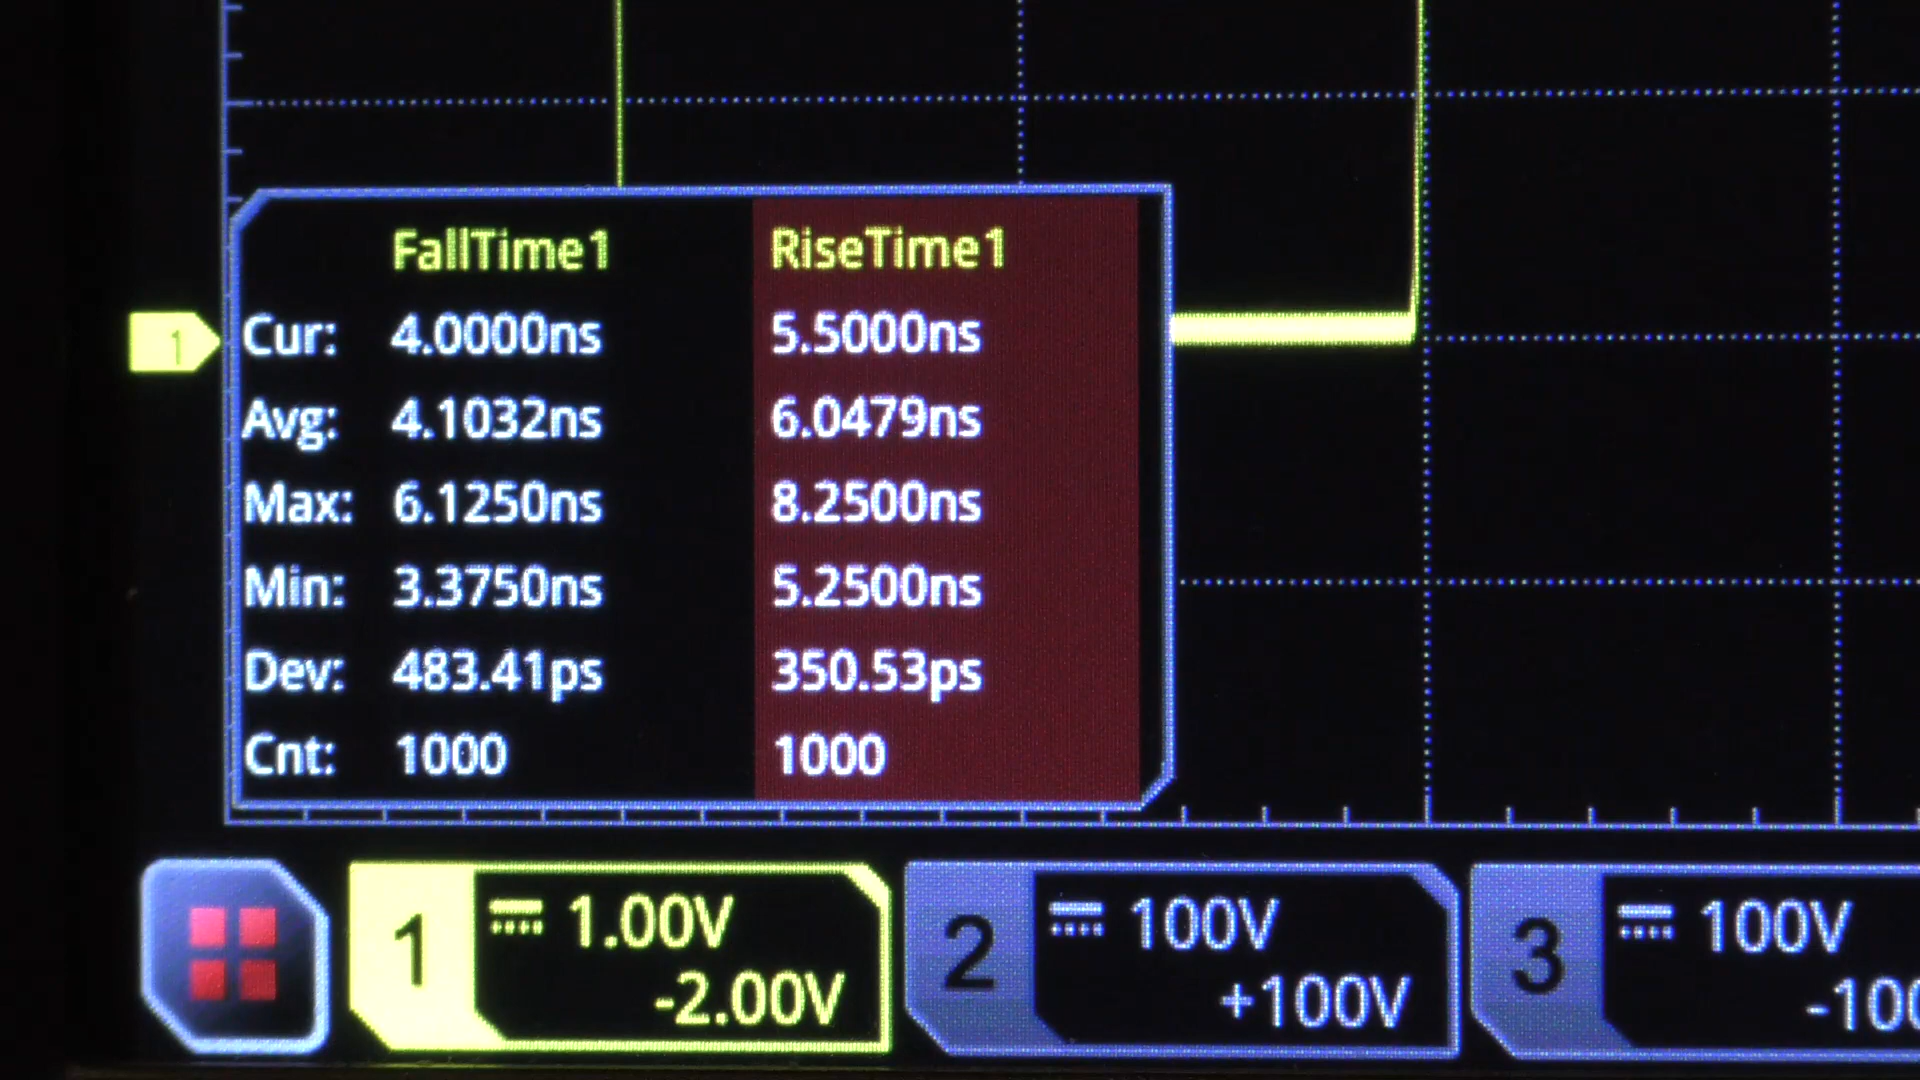 FallTime1 RiseTime1
1 Cur: 4.0000ns 5.5000ns
Avg: 4.1032ns 6.0479ns
Max: 6.1250ns 8.2500ns
Min: 3.3750ns 5.2500ns
Dev: 483.41ps 350.53ps
Cnt: 1000 1000
1 1.00V 2 100V 3 100V
-2.00V +100V -100